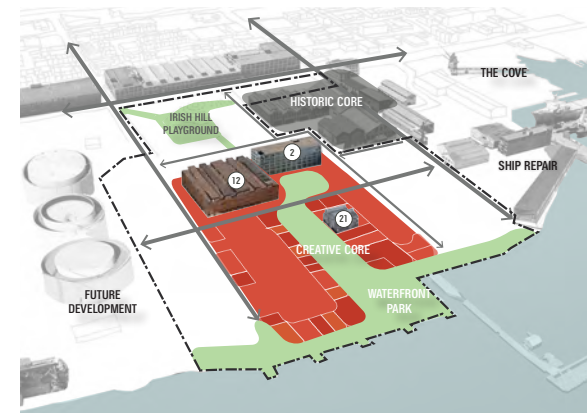 THE COVE
HISTORIC CORE
IRISH HILL
PLAYGROUND
2
SHIP REPAIR
12
21
CREATIVE CORE
FUTURE
DEVELOPMENT
WATERFRONT
PARK